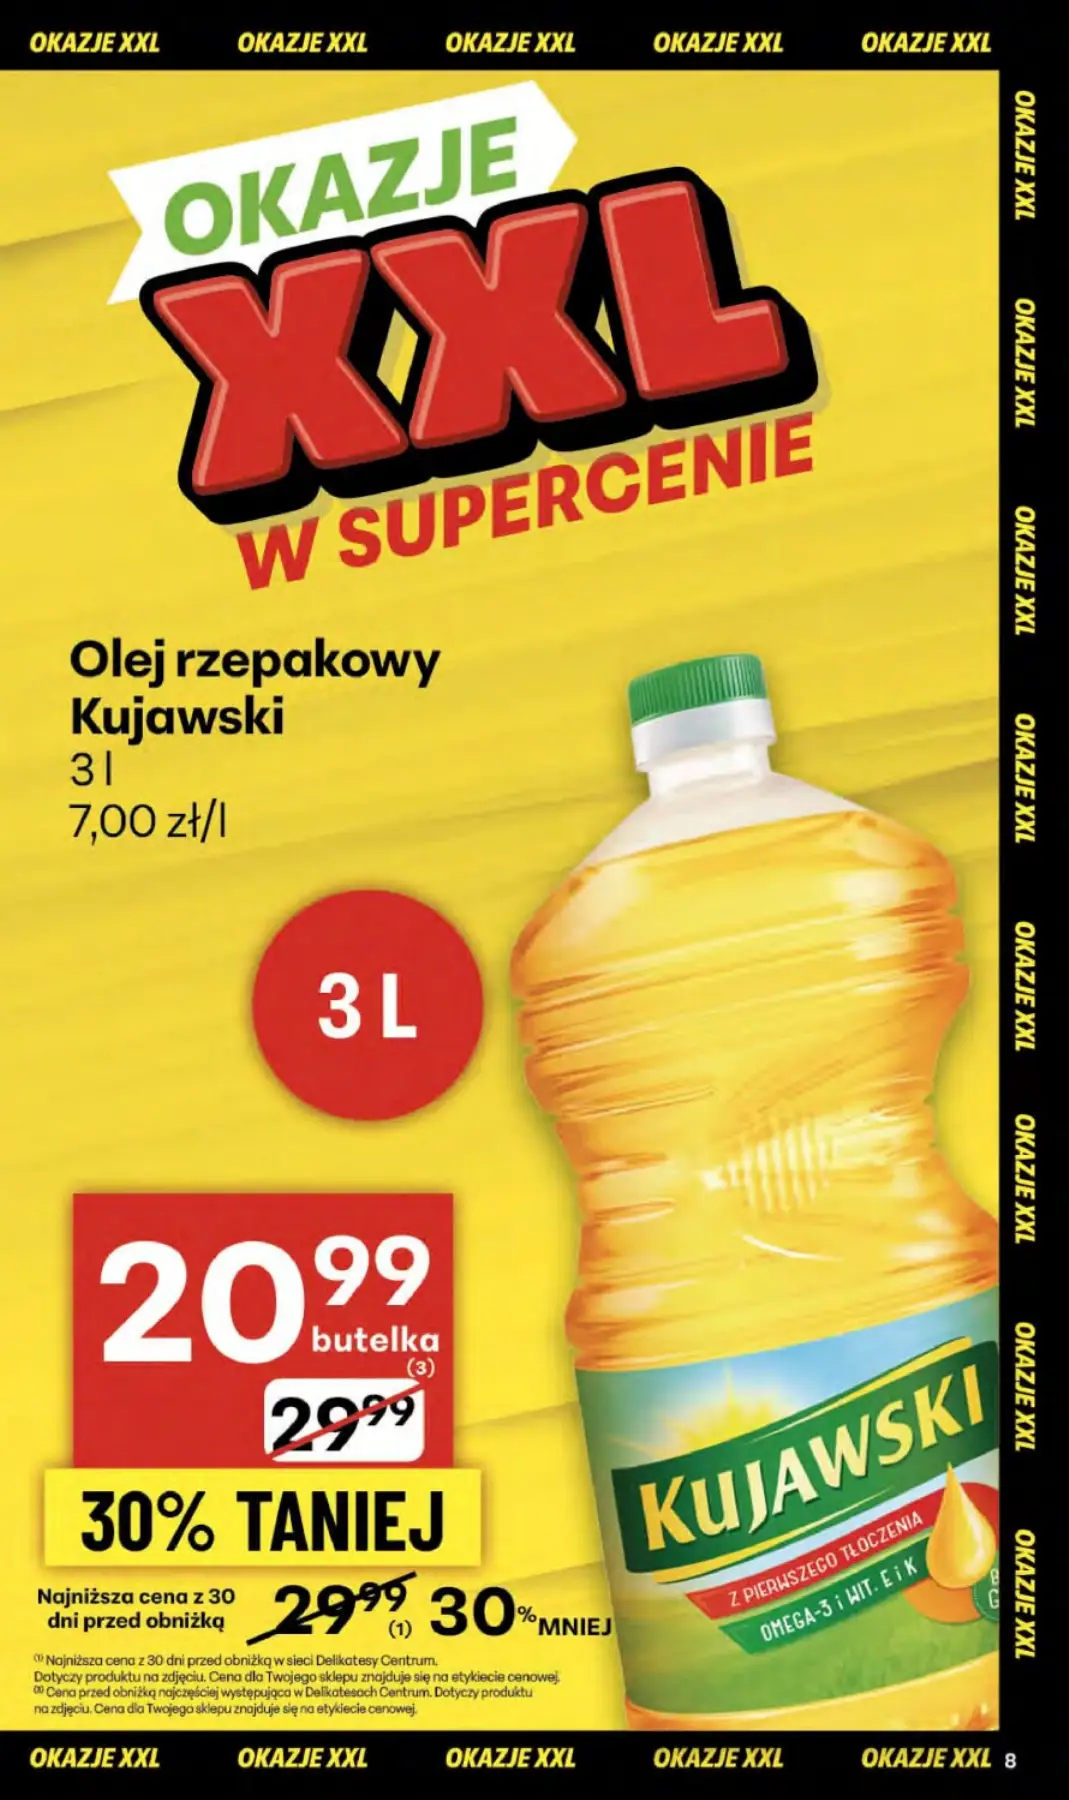 OKAZJE XXL OKAZJE XXL OKAZJE XXL OKAZJE XXL OKAZJE XXL
OKAZJE
XXL
W SUPERCENIE
Olej rzepakowy
Kujawski
3 l
7,00 zł/l
3 L
20 99
butelka
(3)
29 99
30% TANIEJ
Najniższa cena z 30
dni przed obniżką
29 99 (1) 30% MNIEJ
(1) Najniższa cena z 30 dni przed obniżką w sieci Delikatesy Centrum.
Dotyczy produktu na zdjęciu. Cena dla Twojego sklepu znajduje się na etykiecie cenowej.
(3) Cena przed obniżką najczęściej występująca w Delikatesach Centrum. Dotyczy produktu
na zdjęciu. Cena dla Twojego sklepu znajduje się na etykiecie cenowej.
KUJAWSKI
Z PIERWSZEGO TŁOCZENIA
OMEGA-3 i WIT. E i K
OKAZJE XXL
OKAZJE XXL
OKAZJE XXL
OKAZJE XXL
OKAZJE XXL
OKAZJE XXL
OKAZJE XXL
OKAZJE XXL
OKAZJE XXL OKAZJE XXL OKAZJE XXL OKAZJE XXL OKAZJE XXL 8